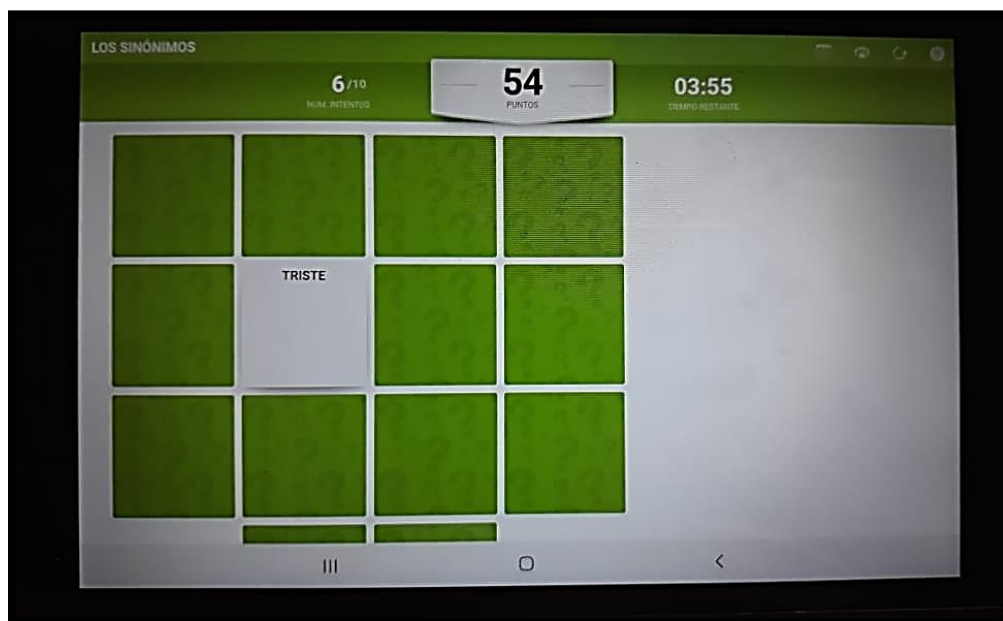 LOS SINÓNIMOS
6/10
NUM. INTENTOS
54
PUNTOS
03:55
TIEMPO RESTANTE
TRISTE